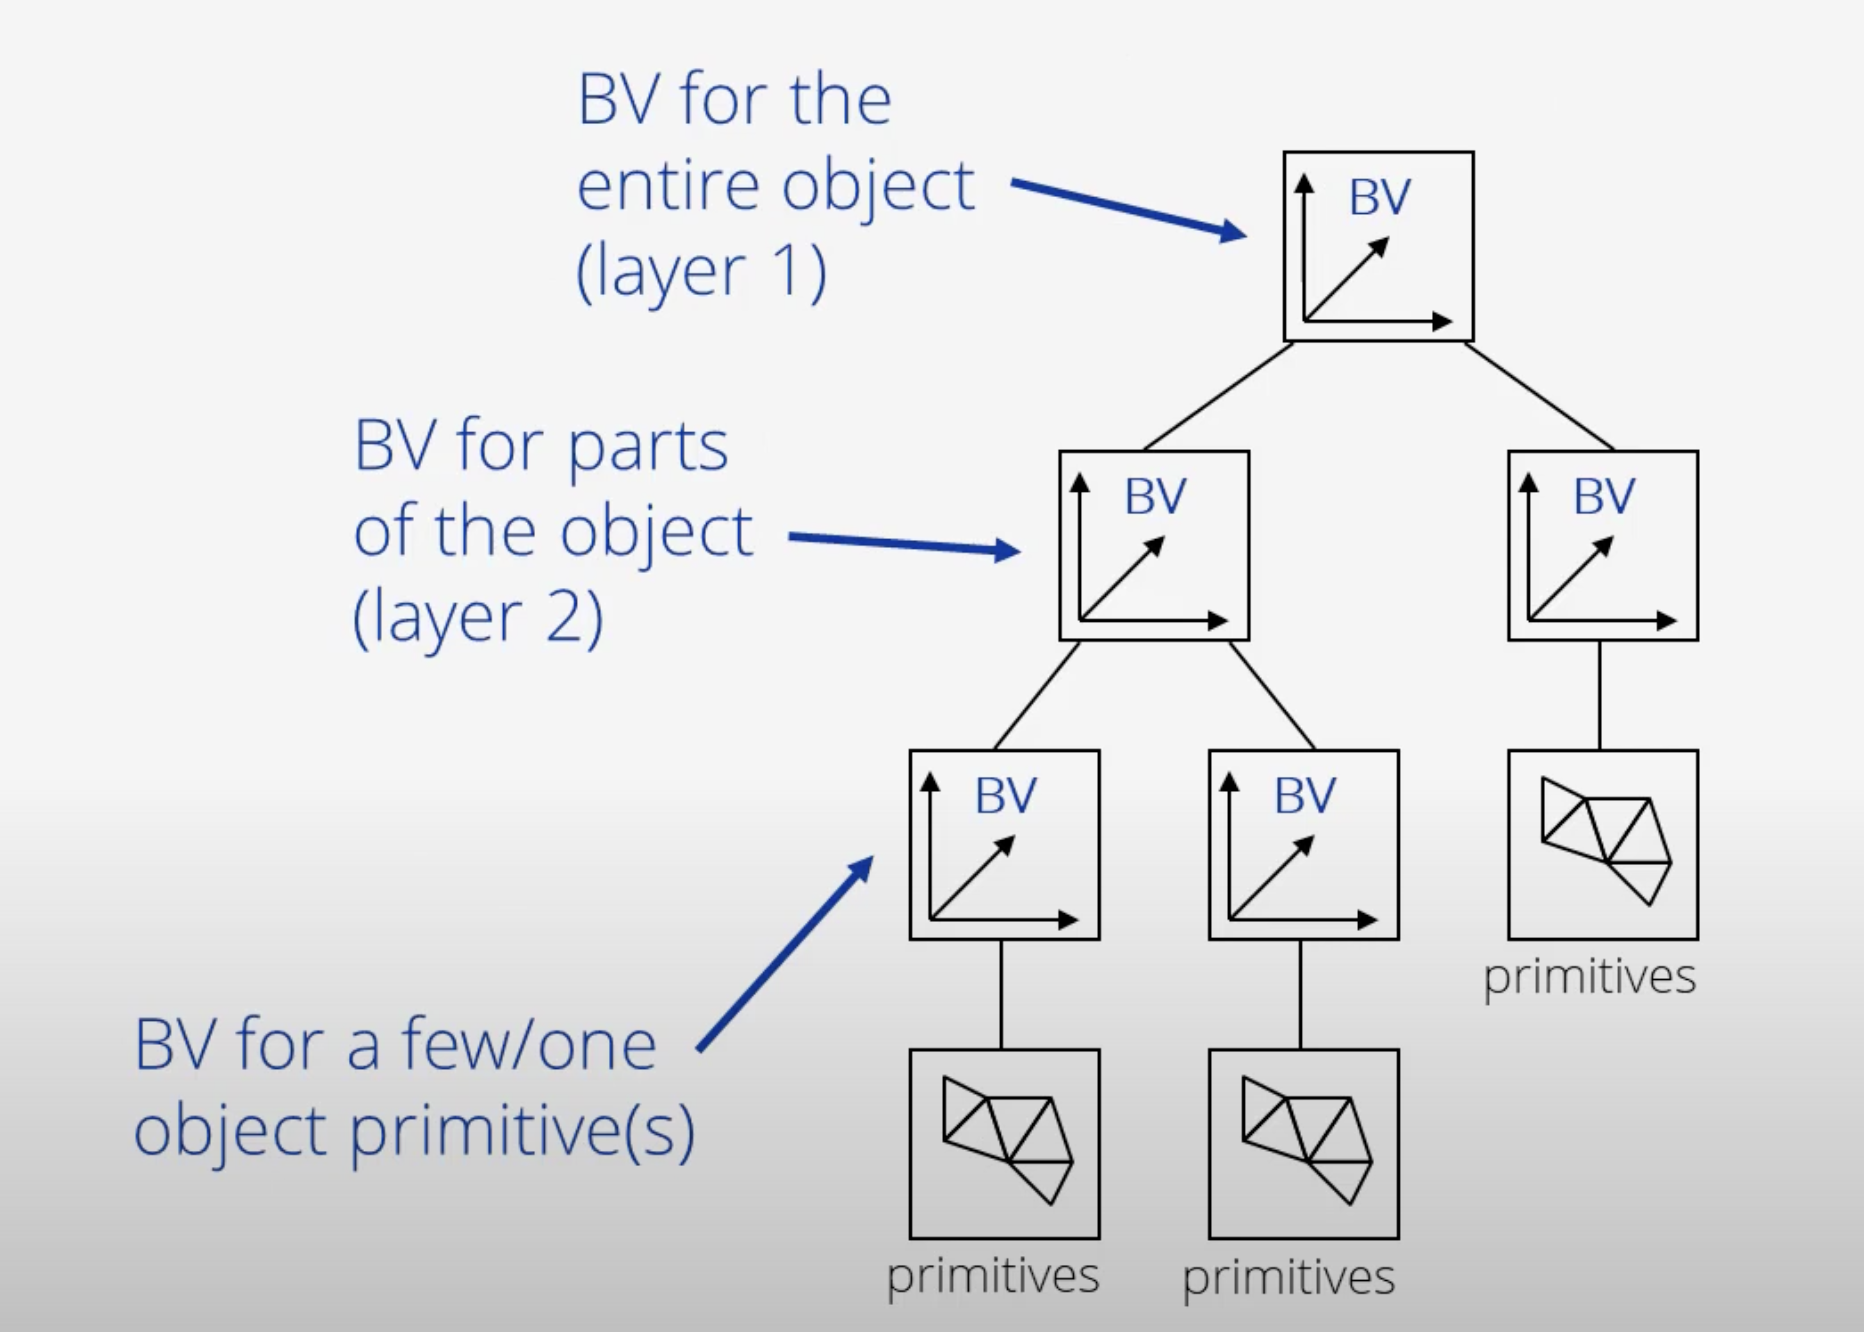 BV for the
entire object
(layer 1)
BV
BV for parts
of the object
(layer 2)
BV
BV
BV
BV
primitives
BV for a few/one
object primitive(s)
primitives
primitives